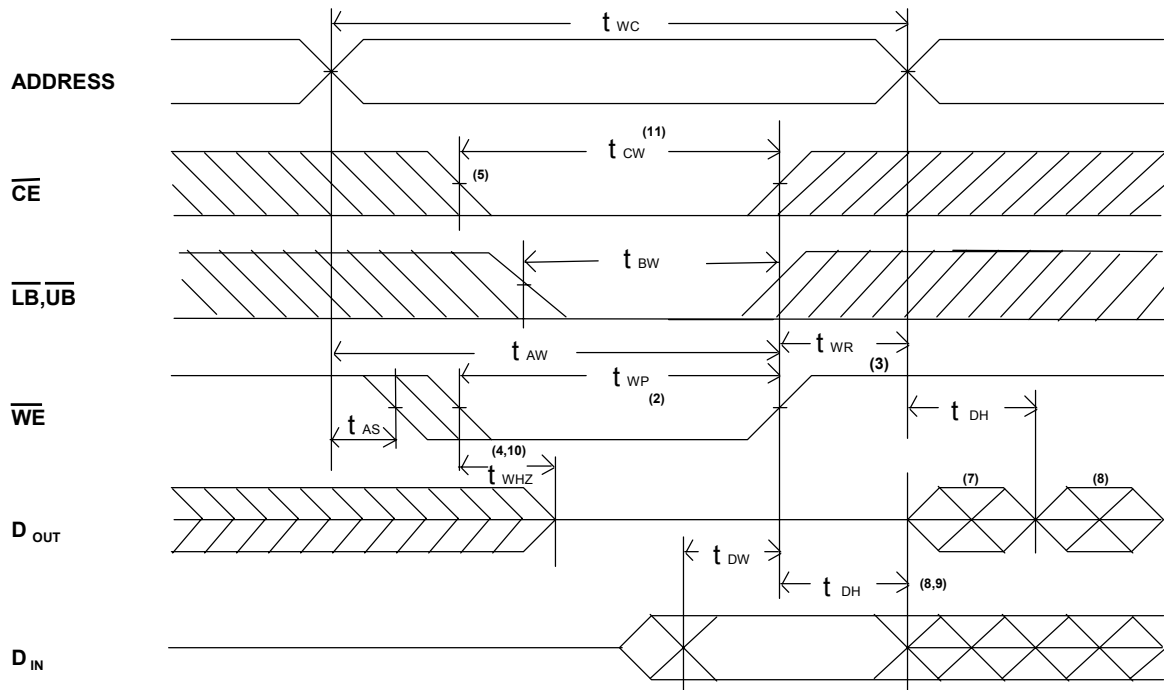 t WC
ADDRESS
t CW (11)
CE
(5)
t BW
LB,UB
t AW
t WR
t WP (2)
(3)
WE
t AS
t DH
(4,10)
t WHZ
(7)
(8)
D OUT
t DW
t DH
(8,9)
D IN